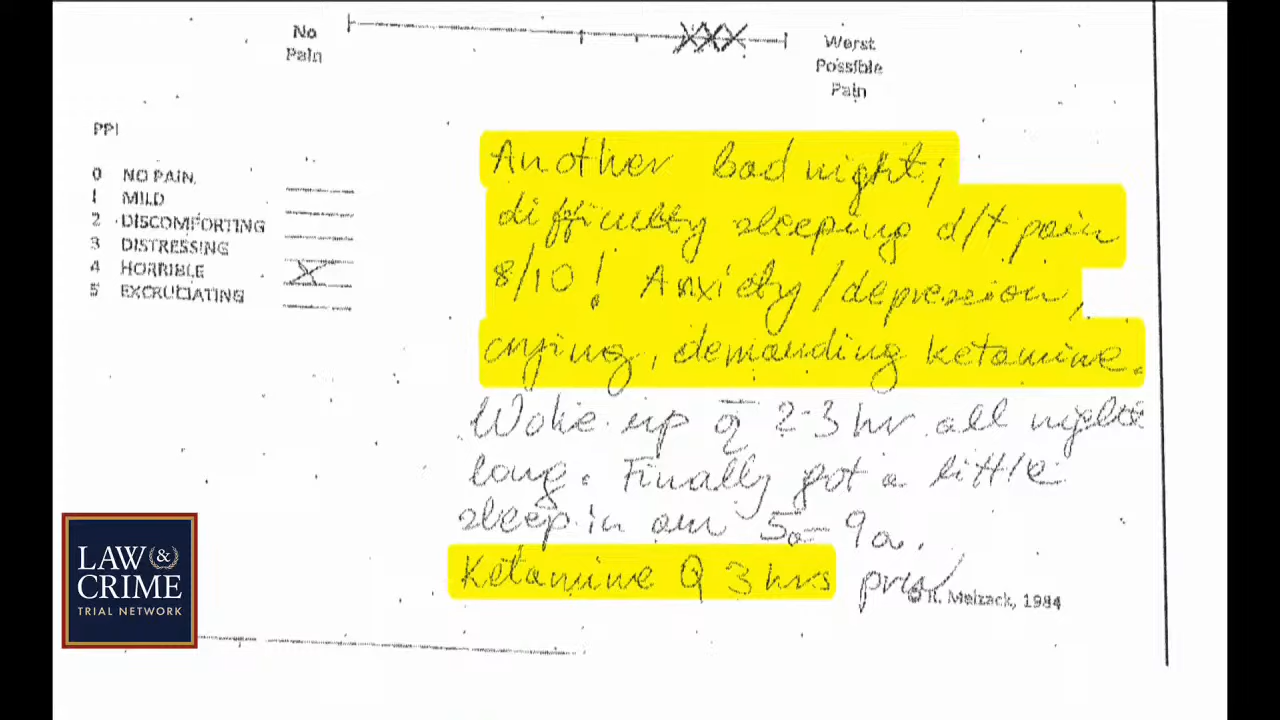 No
Pain
Worst
Possible
Pain
PPI
0 NO PAIN
1 MILD
2 DISCOMFORTING
3 DISTRESSING
4 HORRIBLE
5 EXCRUCIATING
Another bad night;
difficulty sleeping d/t pain
8/10! Anxiety/depression,
crying, demanding ketamine.
Woke up q 2-3 hr all night
long. Finally got a little
sleep in am 5a-9a.
Ketamine Q 3 hrs prn
© R. Melzack, 1984
LAW &
CRIME
TRIAL NETWORK